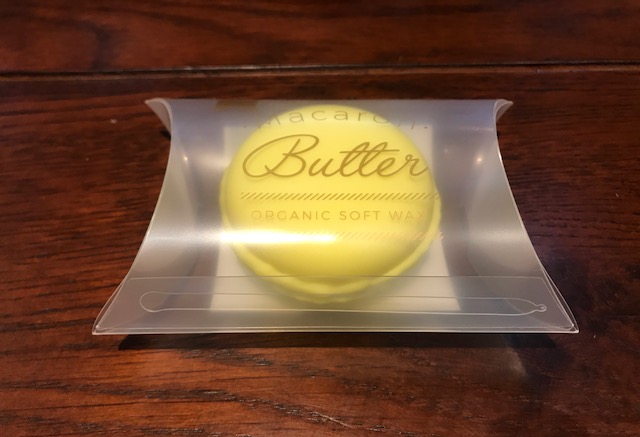 Macaron
Butter
ORGANIC SOFT WAX